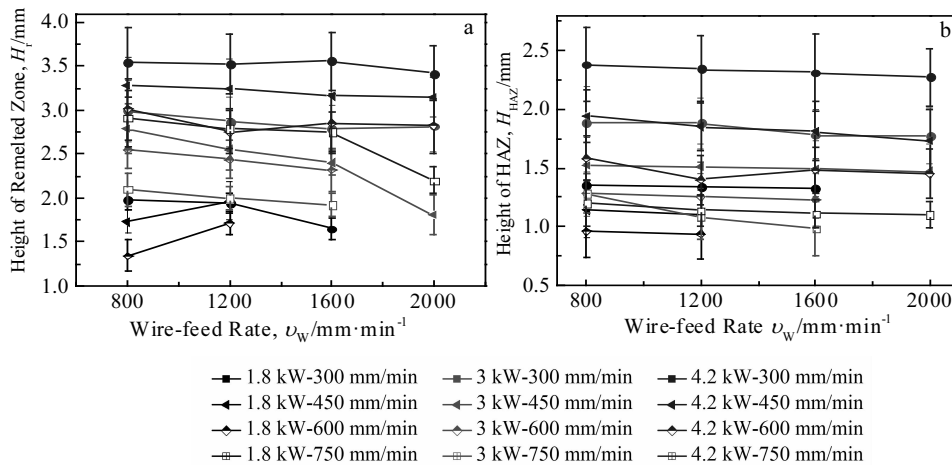 a
Height of Remelted Zone, Hr/mm
4.0
3.5
3.0
2.5
2.0
1.5
1.0
800 1200 1600 2000
Wire-feed Rate, υW/mm·min-1
b
Height of HAZ, HHAZ/mm
2.5
2.0
1.5
1.0
0.5
800 1200 1600 2000
Wire-feed Rate υW/mm·min-1
1.8 kW-300 mm/min 3 kW-300 mm/min 4.2 kW-300 mm/min
1.8 kW-450 mm/min 3 kW-450 mm/min 4.2 kW-450 mm/min
1.8 kW-600 mm/min 3 kW-600 mm/min 4.2 kW-600 mm/min
1.8 kW-750 mm/min 3 kW-750 mm/min 4.2 kW-750 mm/min